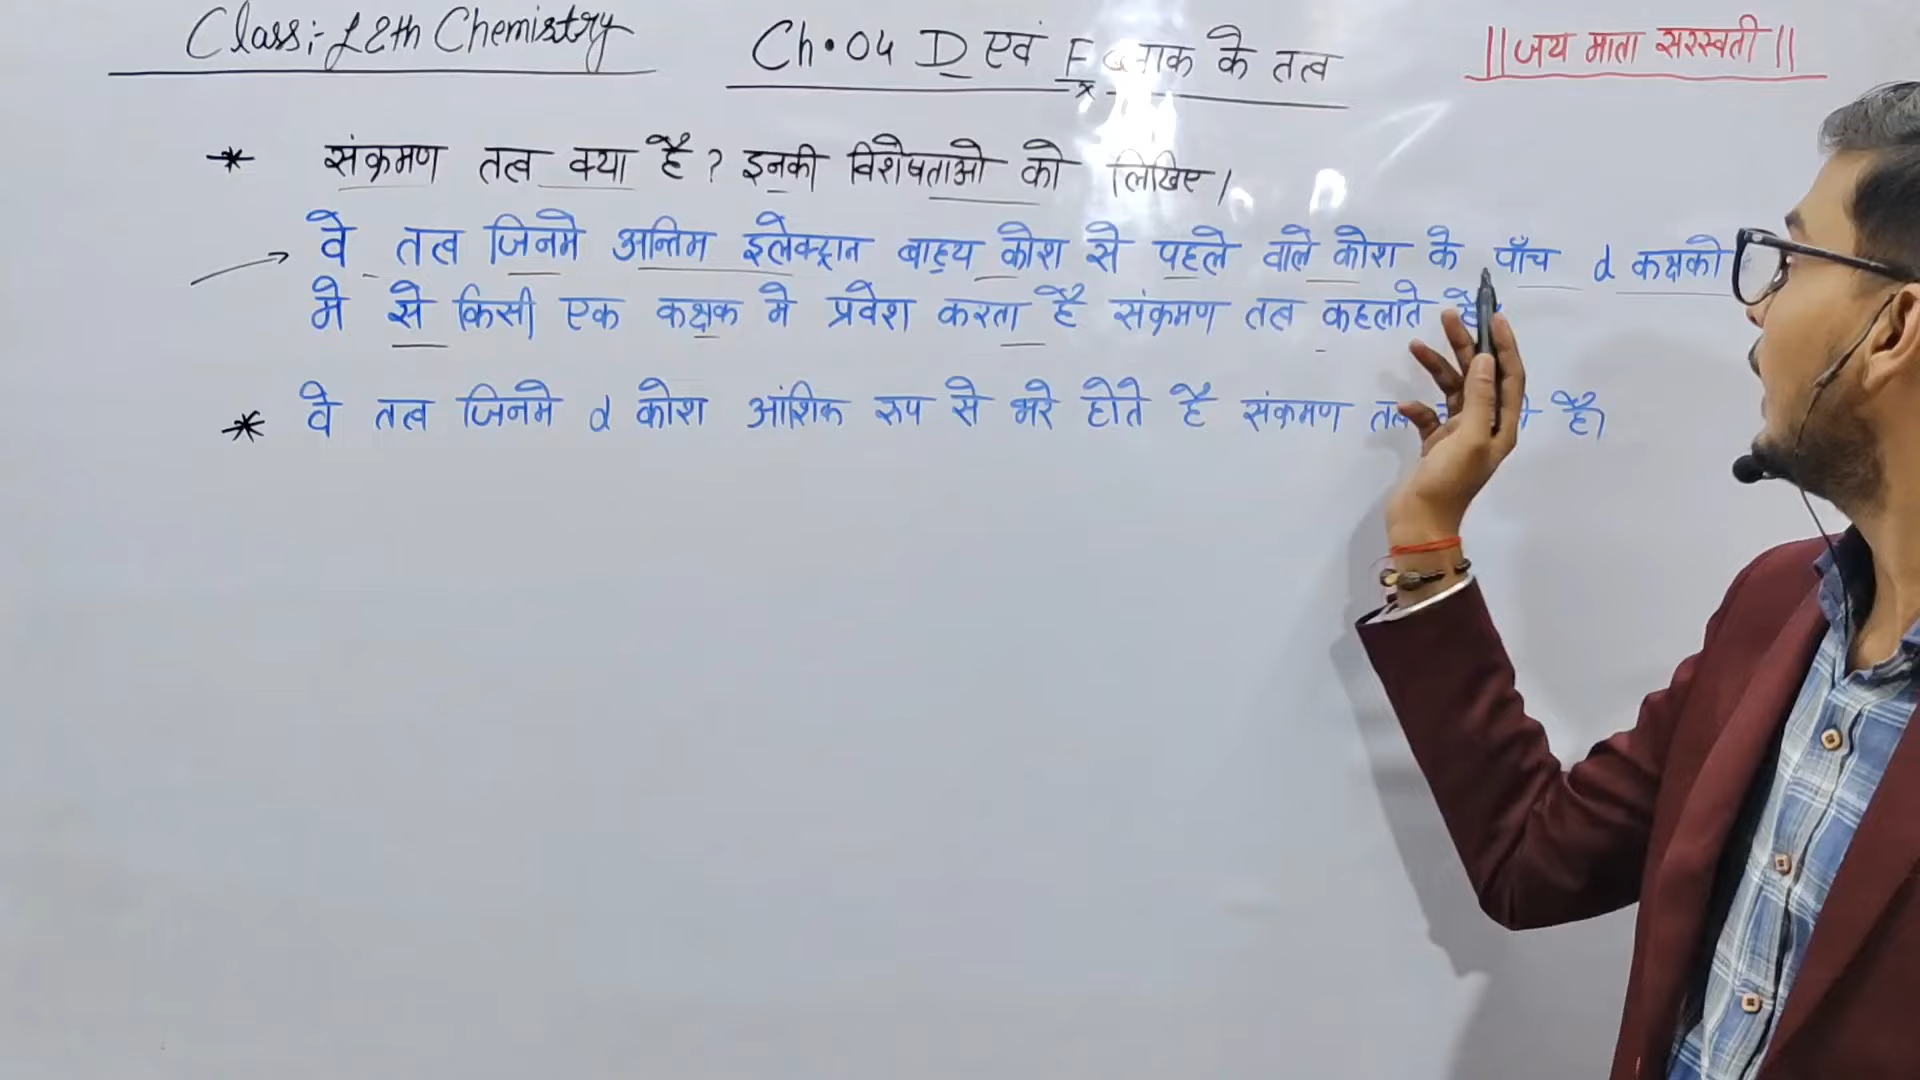 Class:- 12th Chemistry
Ch.04 D एवं F ब्लाक के तत्व
||जय माता सरस्वती||
* संक्रमण तत्व क्या है? इनकी विशेषताओ को लिखिए।
वे तत्व जिनमे अन्तिम इलेक्ट्रान बाह्य कोश से पहले वाले कोश के पाँच d कक्षको
मे से किसी एक कक्षक मे प्रवेश करता है संक्रमण तत्व कहलाते है
* वे तत्व जिनमे d कोश आंशिक रुप से भरे होते है संक्रमण तत्व है।